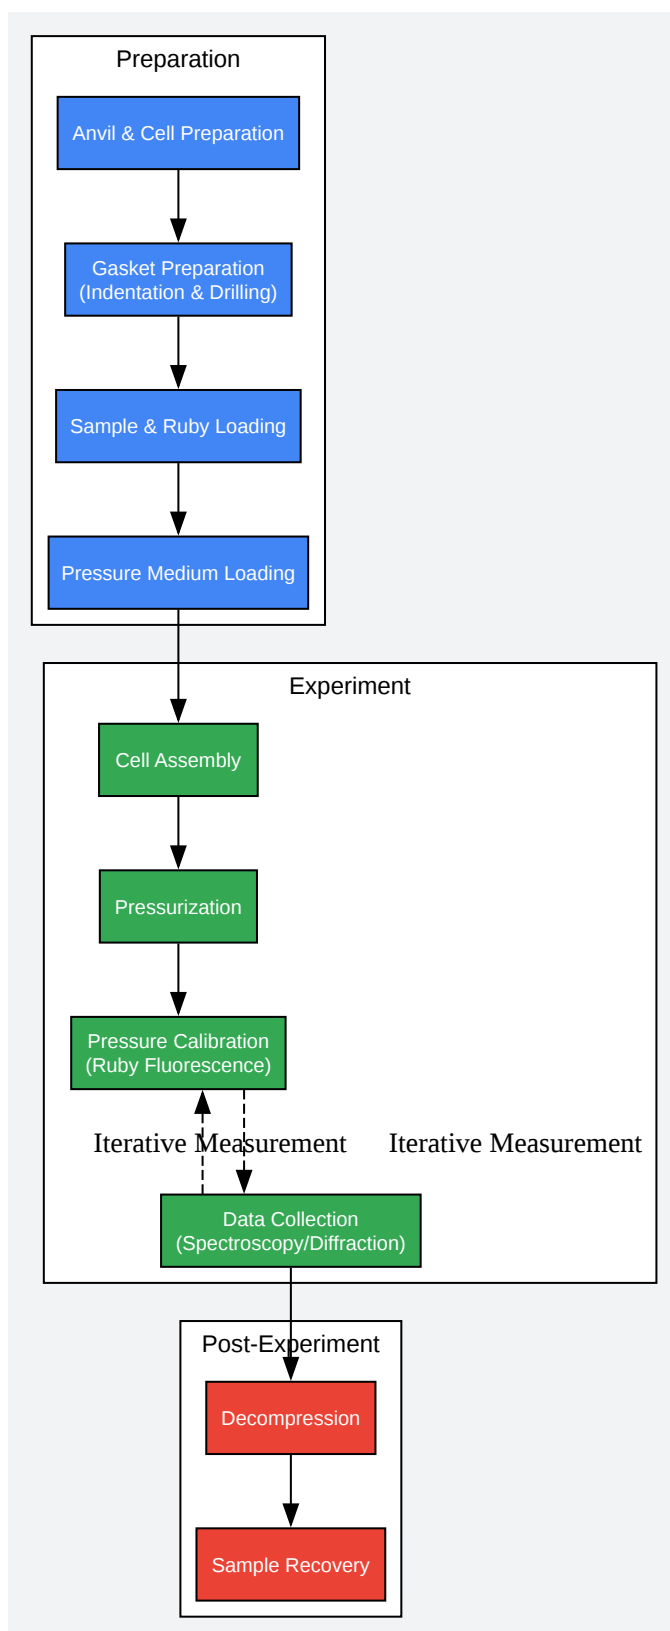 Preparation
Anvil & Cell Preparation
Gasket Preparation
(Indentation & Drilling)
Sample & Ruby Loading
Pressure Medium Loading
Experiment
Cell Assembly
Pressurization
Pressure Calibration
(Ruby Fluorescence)
Iterative Measurement
Iterative Measurement
Data Collection
(Spectroscopy/Diffraction)
Post-Experiment
Decompression
Sample Recovery